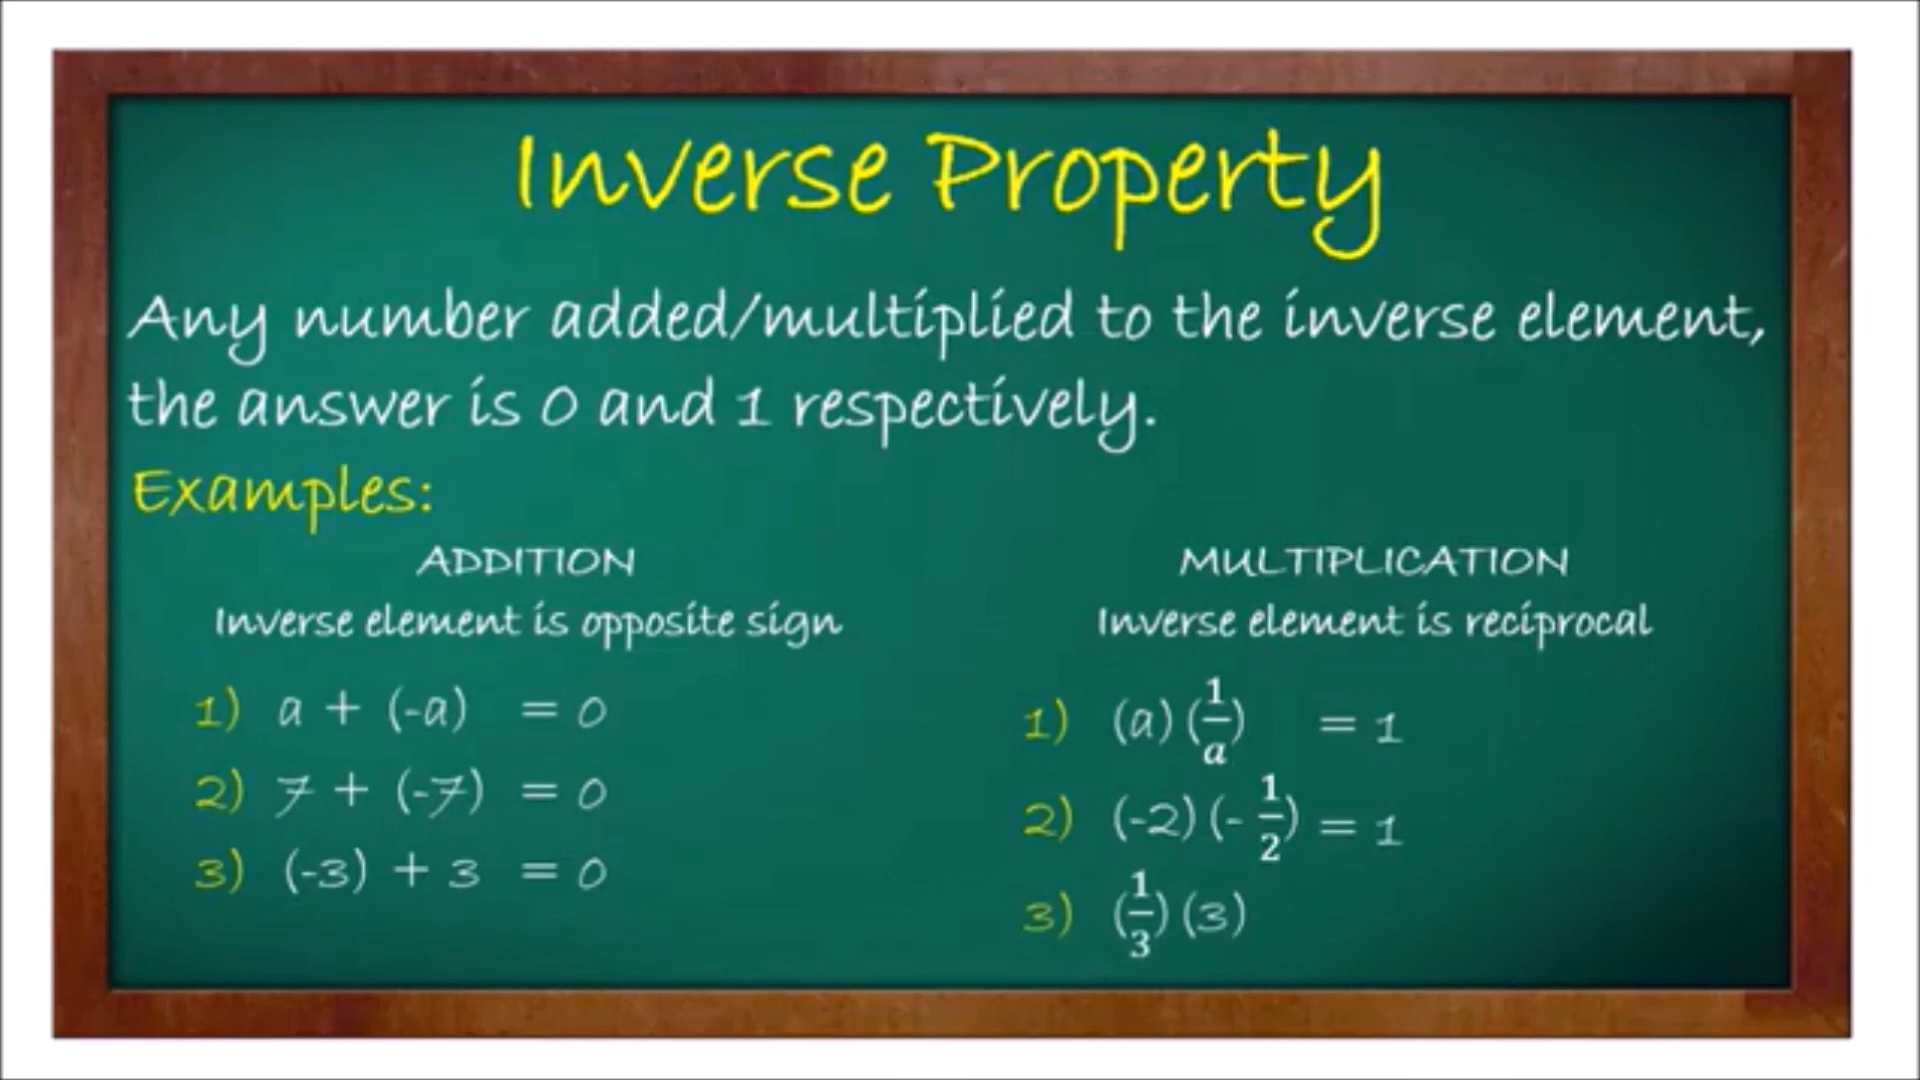 Inverse Property
Any number added/multiplied to the inverse element,
the answer is 0 and 1 respectively.
Examples:
ADDITION
Inverse element is opposite sign
1) a + (-a) = 0
2) 7 + (-7) = 0
3) (-3) + 3 = 0
MULTIPLICATION
Inverse element is reciprocal
1) (a) (1/a) = 1
2) (-2) (- 1/2) = 1
3) (1/3) (3)